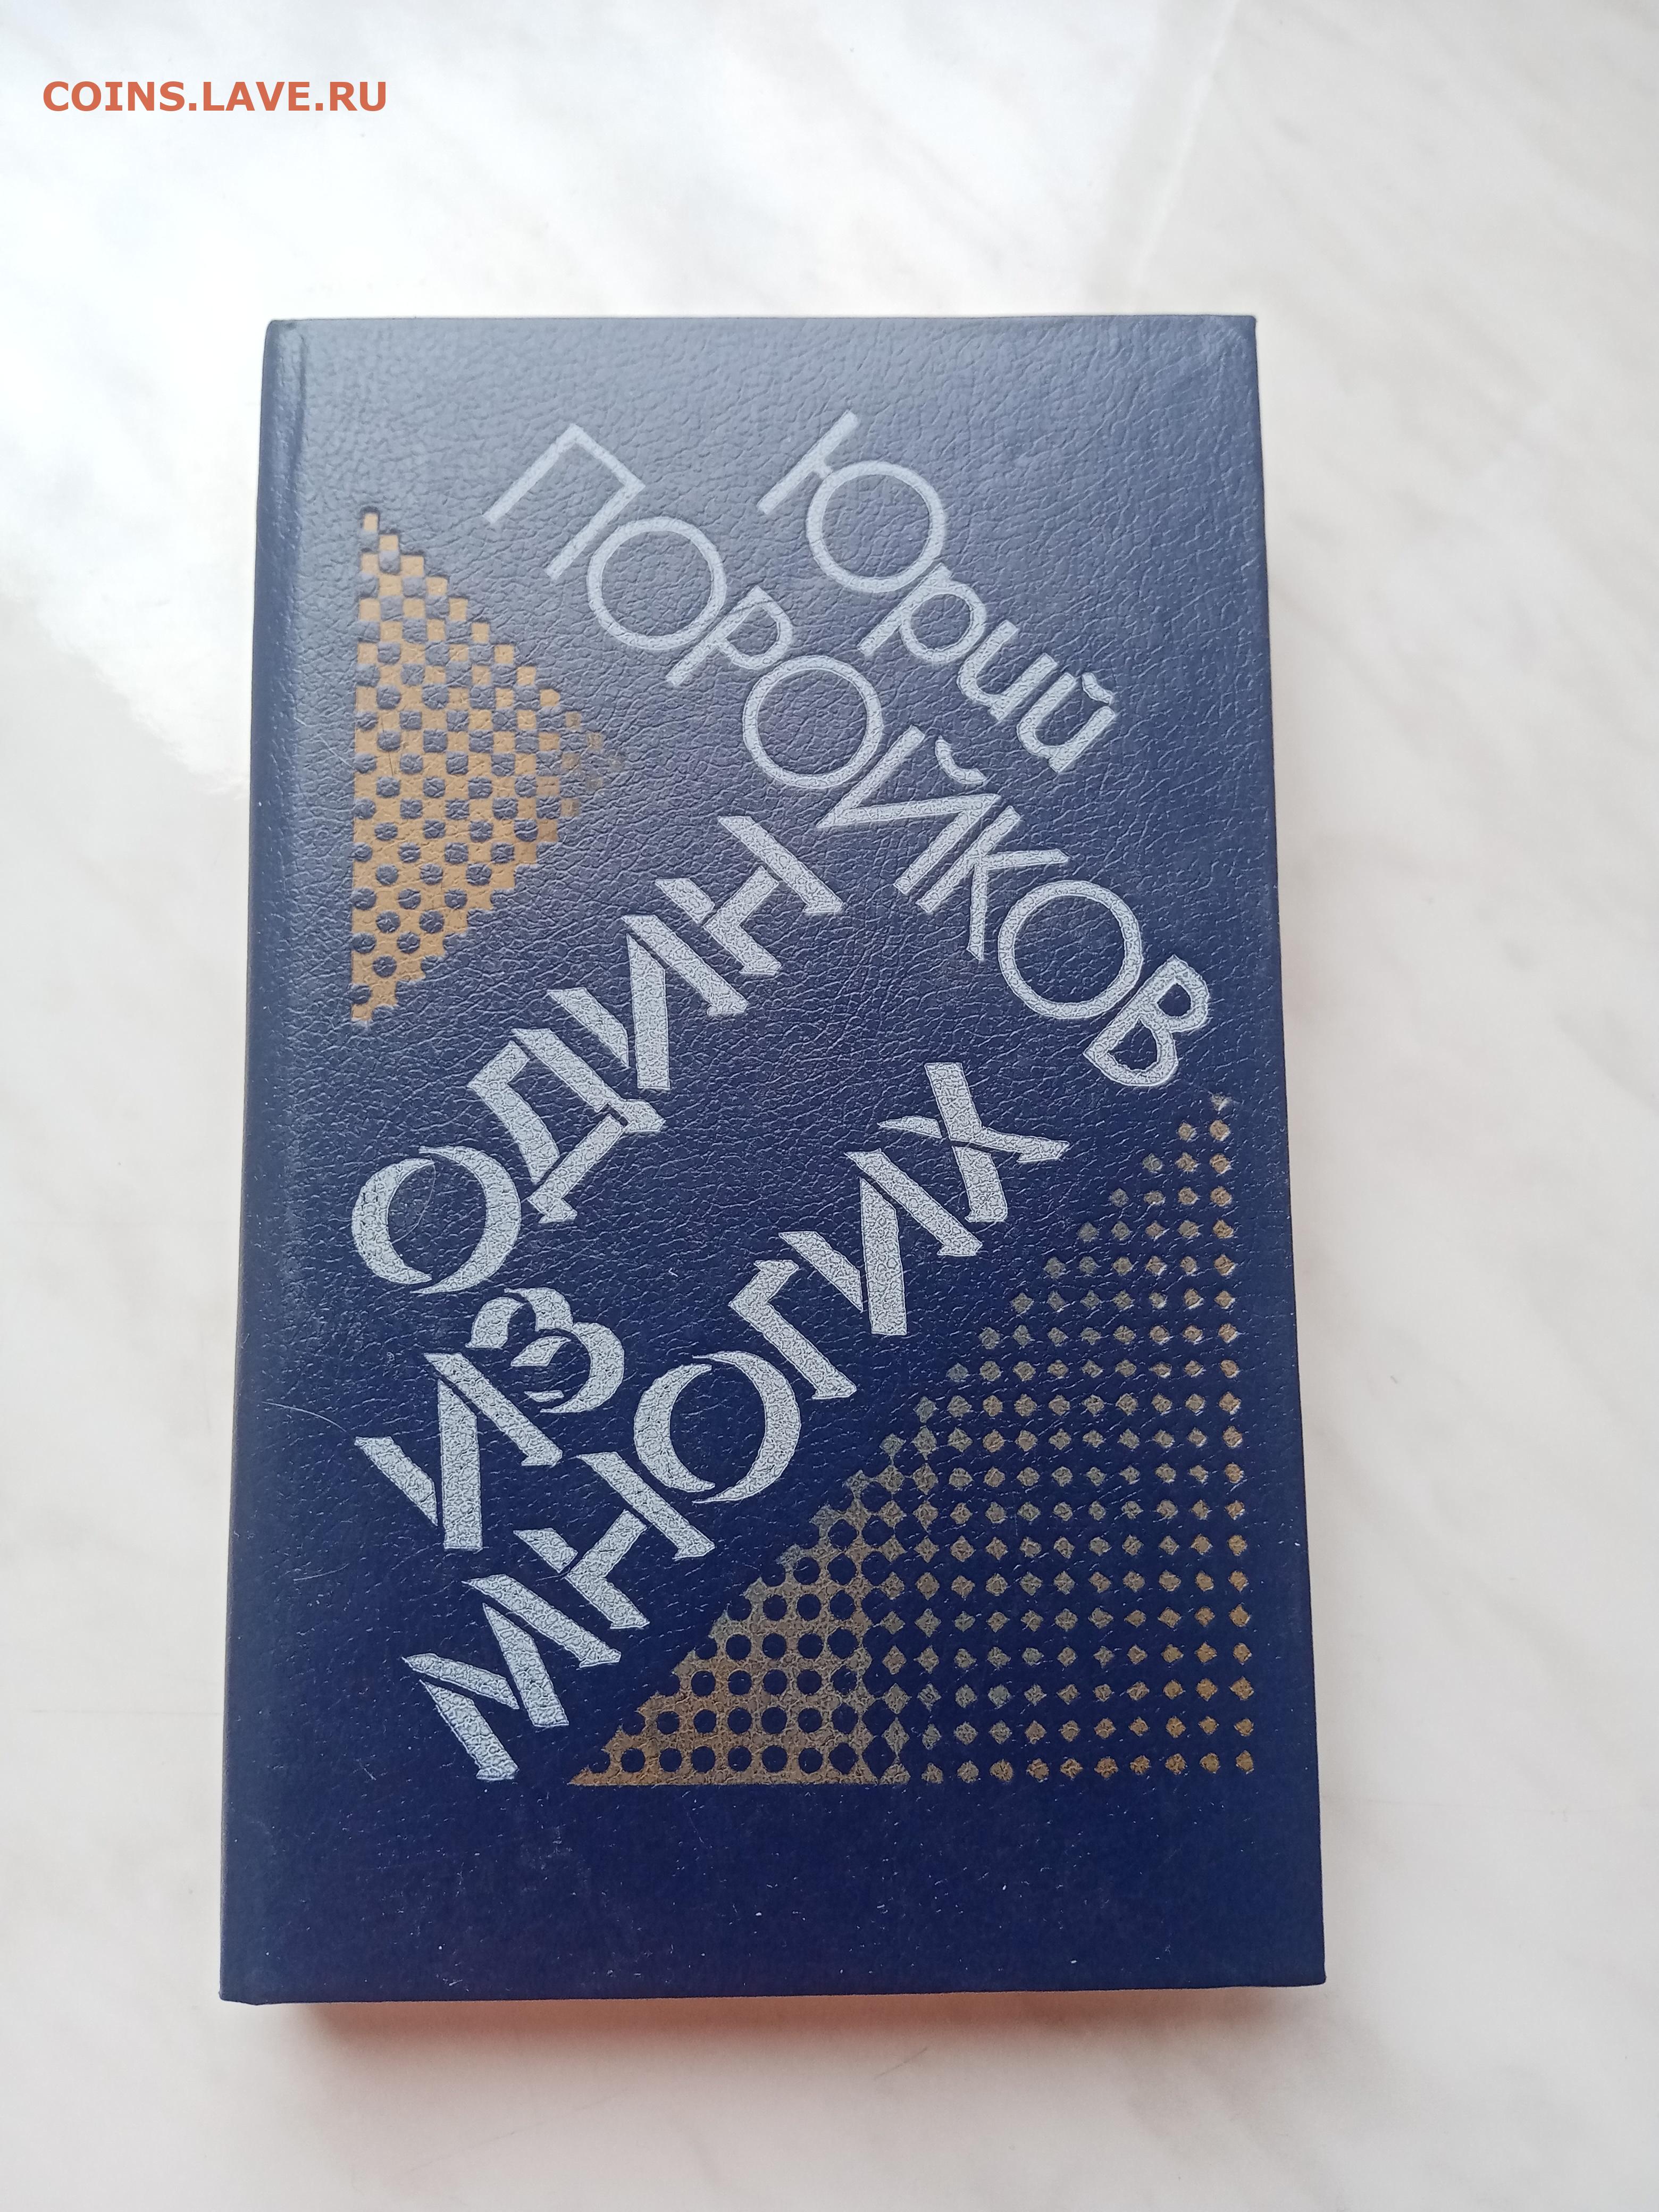 COINS.LAVE.RU
Юрий
ПОРОЙКОВ
ОДИН
ИЗ
МНОГИХ